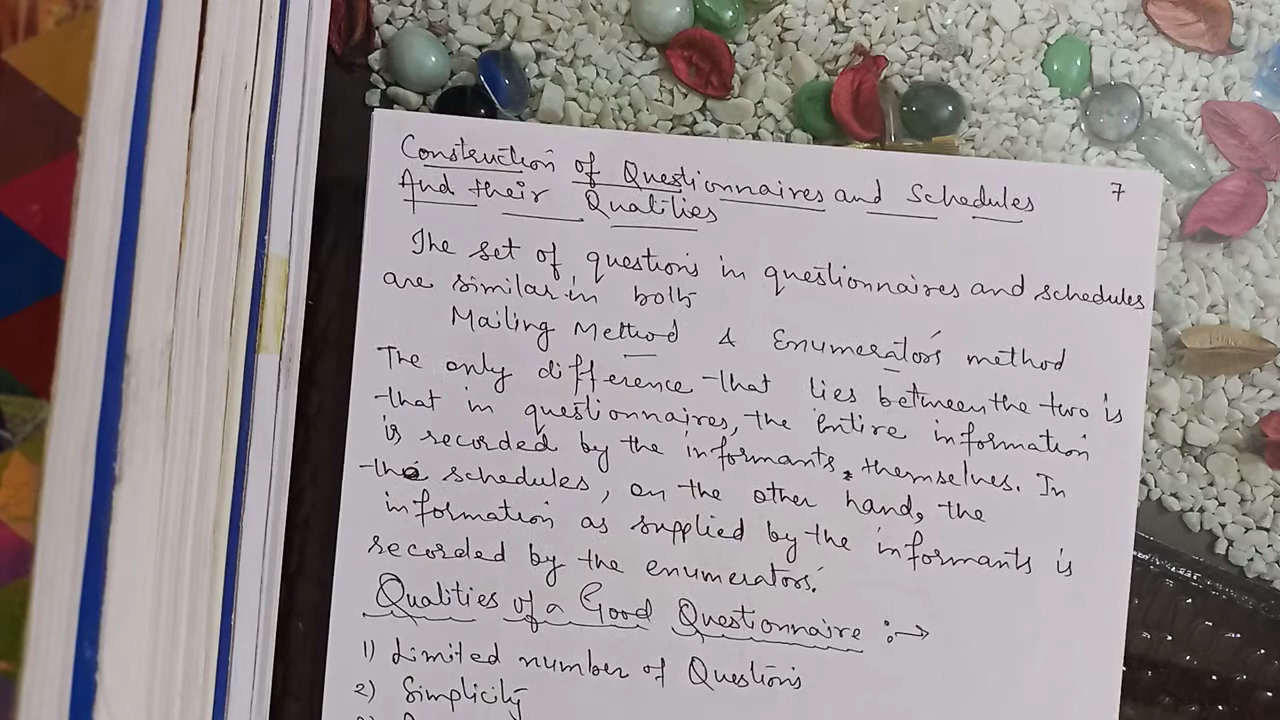 7
Construction of Questionnaires and Schedules
And their Qualities
The set of questions in questionnaires and schedules
are similar in both
Mailing Method & Enumerator's method
The only difference that lies between the two is
that in questionnaires, the Entire information
is recorded by the informants themselves. In
the schedules, on the other hand, the
information as supplied by the informants is
recorded by the enumerators.
Qualities of a Good Questionnaire :→
1) Limited number of Questions
2) Simplicity